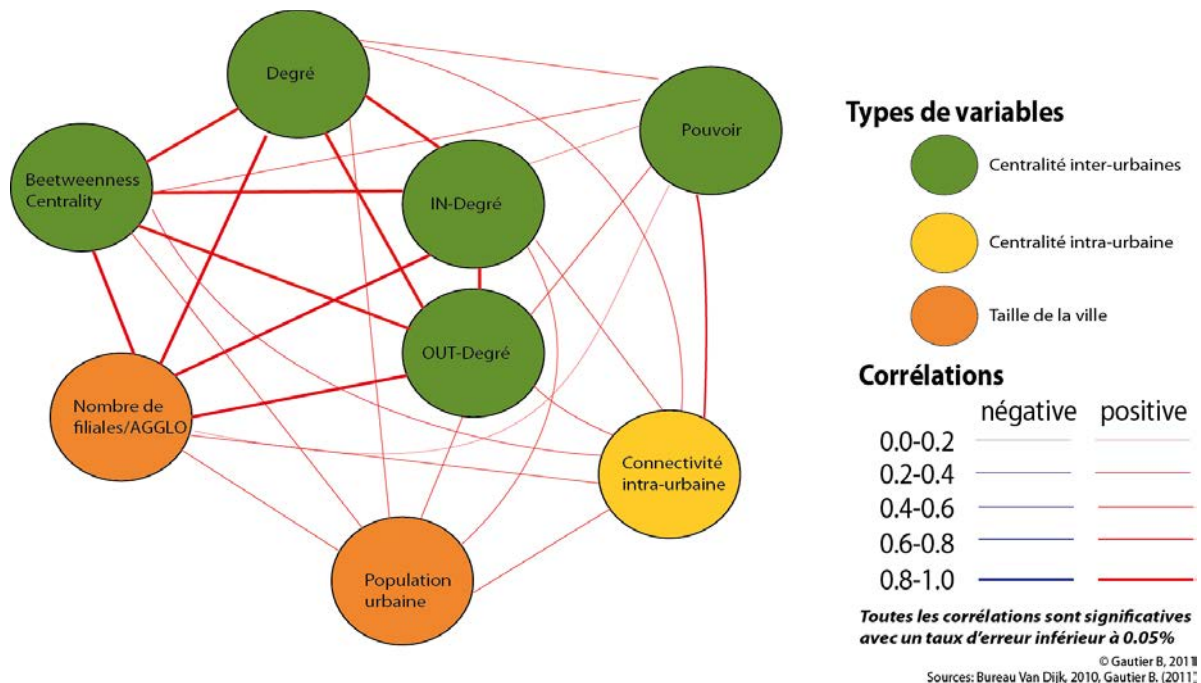 Degré
Pouvoir
Beetweenness
Centrality
IN-Degré
OUT-Degré
Nombre de
filiales/AGGLO
Connectivité
intra-urbaine
Population
urbaine
Types de variables
Centralité inter-urbaines
Centralité intra-urbaine
Taille de la ville
Corrélations
négative positive
0.0-0.2
0.2-0.4
0.4-0.6
0.6-0.8
0.8-1.0
Toutes les corrélations sont significatives
avec un taux d'erreur inférieur à 0.05%
© Gautier B, 2011
Sources: Bureau Van Dijk, 2010, Gautier B. (2011)